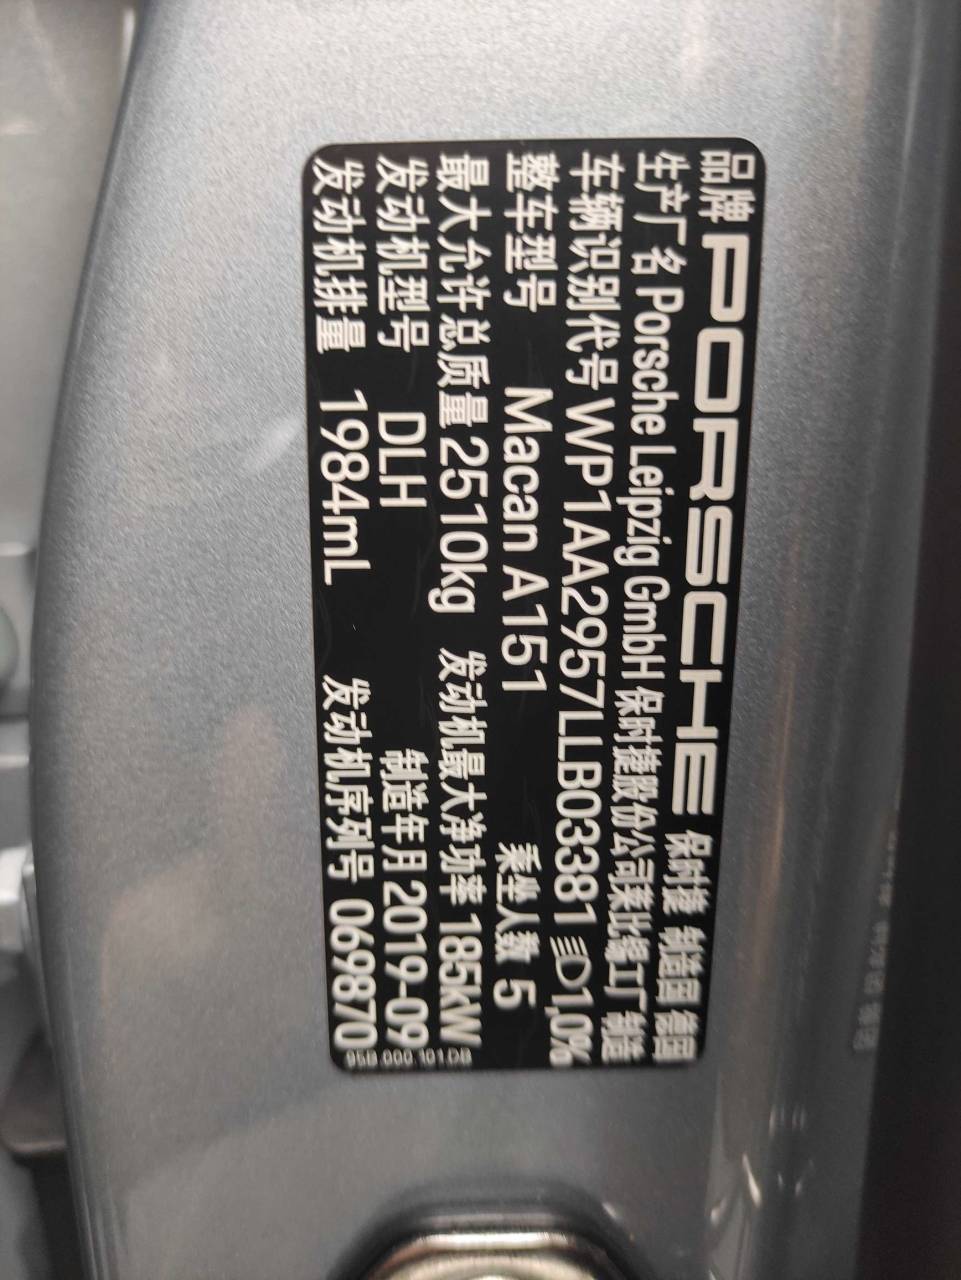 品牌 PORSCHE 保时捷 制造国 德国
生产厂名 Porsche Leipzig GmbH 保时捷股份公司莱比锡工厂 制造
车辆识别代号 WP1AA2957LLB03381 1,0%
整车型号 Macan A151 乘坐人数 5
最大允许总质量 2510kg 发动机最大净功率 185kW
发动机型号 DLH 制造年月 2019-09
发动机排量 1984mL 发动机序列号 069870
95B.000.101.DB